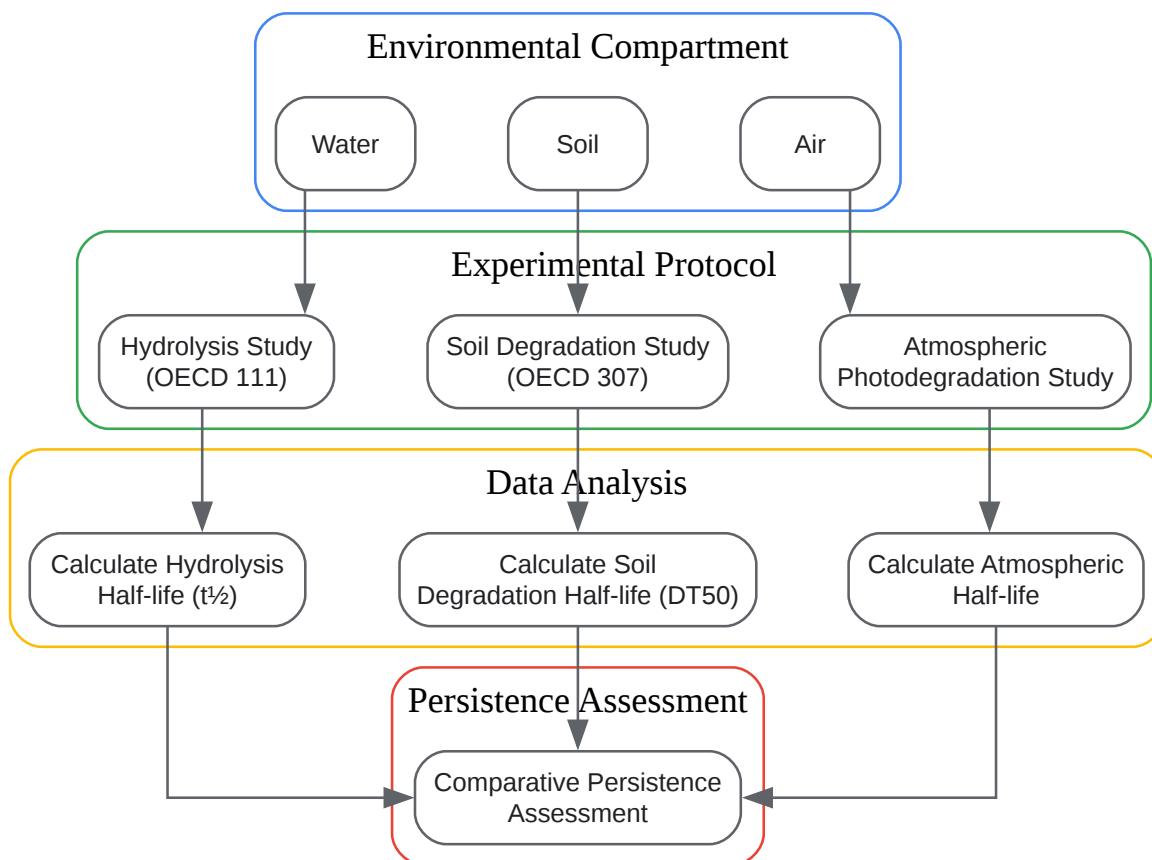 Environmental Compartment
Water
Soil
Air
Experimental Protocol
Hydrolysis Study
(OECD 111)
Soil Degradation Study
(OECD 307)
Atmospheric
Photodegradation Study
Data Analysis
Calculate Hydrolysis
Half-life (t½)
Calculate Soil
Degradation Half-life (DT50)
Calculate Atmospheric
Half-life
Persistence Assessment
Comparative Persistence
Assessment